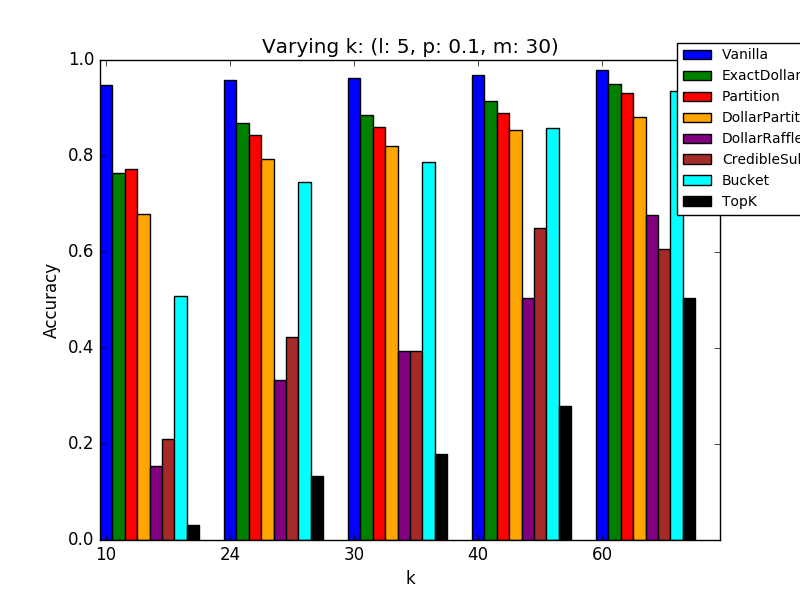 Varying k: (l: 5, p: 0.1, m: 30)
Vanilla
ExactDollar
Partition
DollarPartit
DollarRaffle
CredibleSu
Bucket
TopK
1.0
0.8
0.6
0.4
0.2
0.0
Accuracy
10 24 30 40 60
k